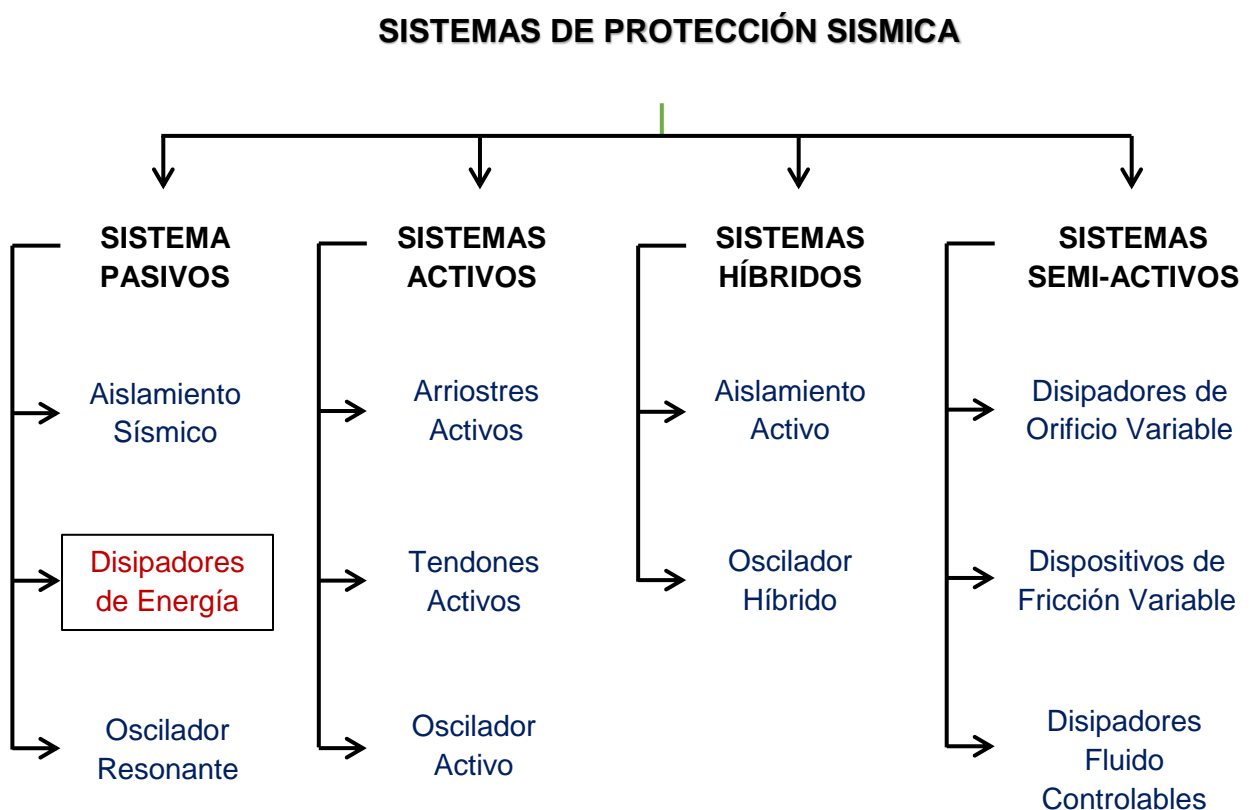 SISTEMAS DE PROTECCIÓN SISMICA
SISTEMA
PASIVOS
Aislamiento
Sísmico
Disipadores
de Energía
Oscilador
Resonante
SISTEMAS
ACTIVOS
Arriostres
Activos
Tendones
Activos
Oscilador
Activo
SISTEMAS
HÍBRIDOS
Aislamiento
Activo
Oscilador
Híbrido
SISTEMAS
SEMI-ACTIVOS
Disipadores de
Orificio Variable
Dispositivos de
Fricción Variable
Disipadores
Fluido
Controlables